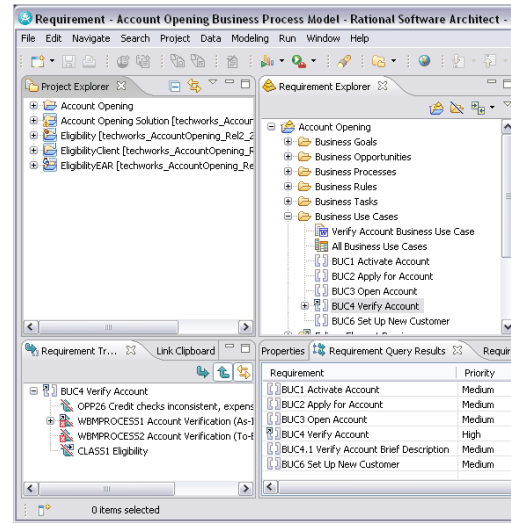 Requirement - Account Opening Business Process Model - Rational Software Architect -
File Edit Navigate Search Project Data Modeling Run Window Help
Project Explorer
Account Opening
Account Opening Solution [techworks_Accour
Eligibility [techworks_AccountOpening_Rel2_2
EligibilityClient [techworks_AccountOpening_R
EligibilityEAR [techworks_AccountOpening_Re
Requirement Explorer
Account Opening
Business Goals
Business Opportunities
Business Processes
Business Rules
Business Tasks
Business Use Cases
Verify Account Business Use Case
All Business Use Cases
BUC1 Activate Account
BUC2 Apply for Account
BUC3 Open Account
BUC4 Verify Account
BUC6 Set Up New Customer
Requirement Tr... Link Clipboard
BUC4 Verify Account
OPP26 Credit checks inconsistent, expens
WBMPROCESS1 Account Verification (As-I
WBMPROCESS2 Account Verification (To-E
CLASS1 Eligibility
Properties Requirement Query Results Requir
Requirement Priority
BUC1 Activate Account Medium
BUC2 Apply for Account Medium
BUC3 Open Account Medium
BUC4 Verify Account High
BUC4.1 Verify Account Brief Description Medium
BUC6 Set Up New Customer Medium
0 items selected